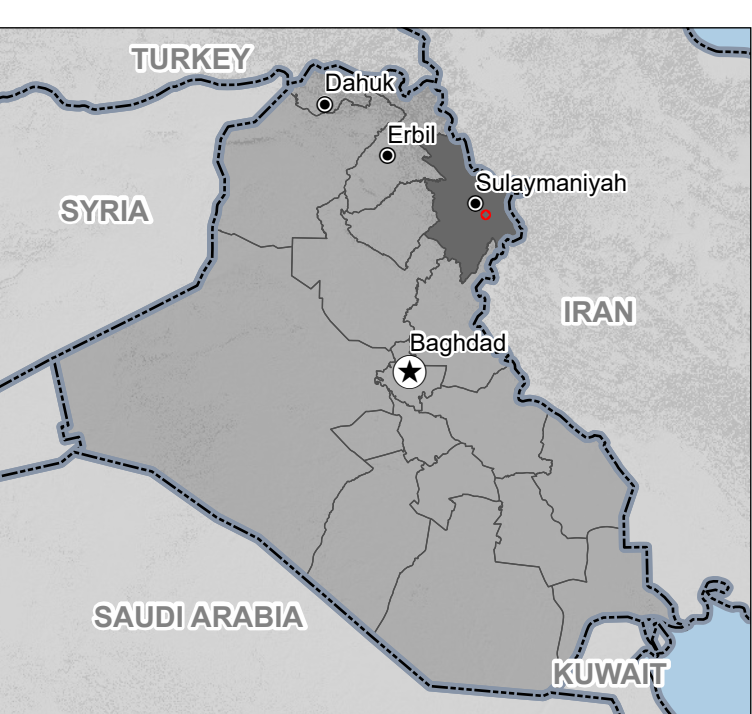 TURKEY
Dahuk
Erbil
Sulaymaniyah
SYRIA
IRAN
Baghdad
SAUDI ARABIA
KUWAIT